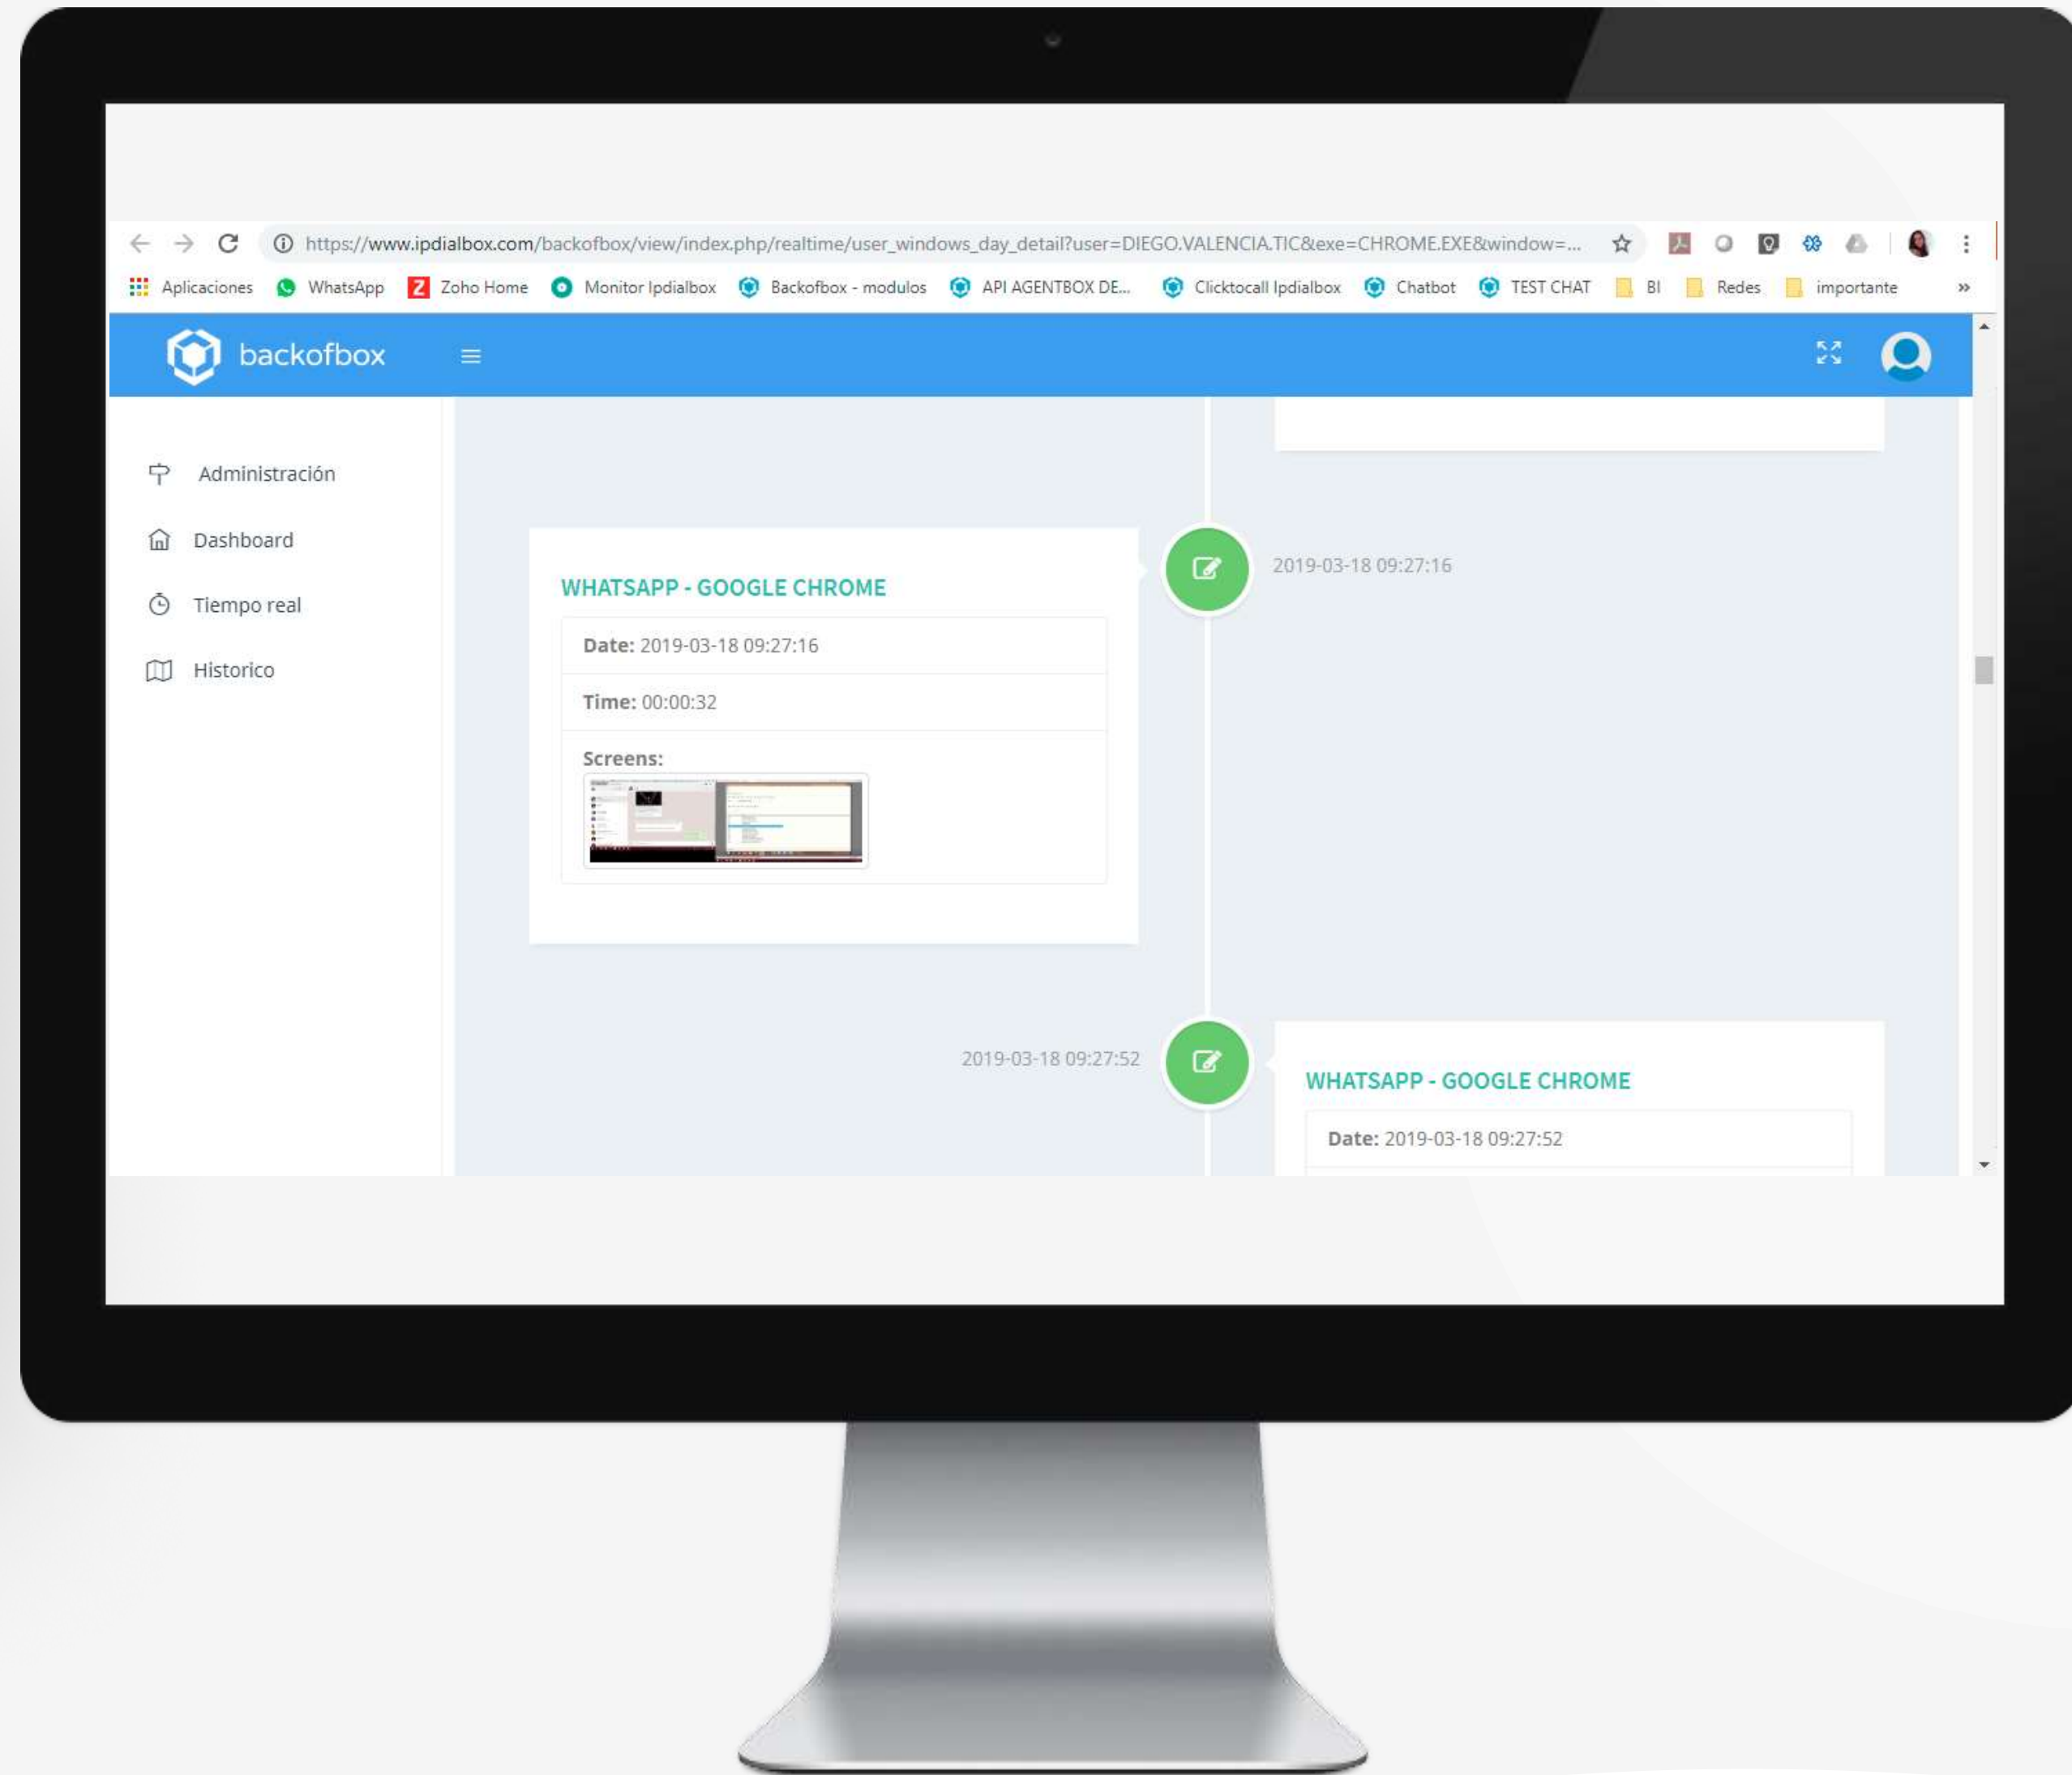 https://www.ipdialbox.com/backofbox/view/index.php/realtime/user_windows_day_detail?user=DIEGO.VALENCIA.TIC&exe=CHROME.EXE&window=...
Aplicaciones WhatsApp Z Zoho Home Monitor Ipdialbox Backofbox - modulos API AGENTBOX DE... Clicktocall Ipdialbox Chatbot TEST CHAT BI Redes importante »
backofbox
Administración
Dashboard
Tiempo real
Historico
2019-03-18 09:27:16
WHATSAPP - GOOGLE CHROME
Date: 2019-03-18 09:27:16
Time: 00:00:32
Screens:
2019-03-18 09:27:52
WHATSAPP - GOOGLE CHROME
Date: 2019-03-18 09:27:52